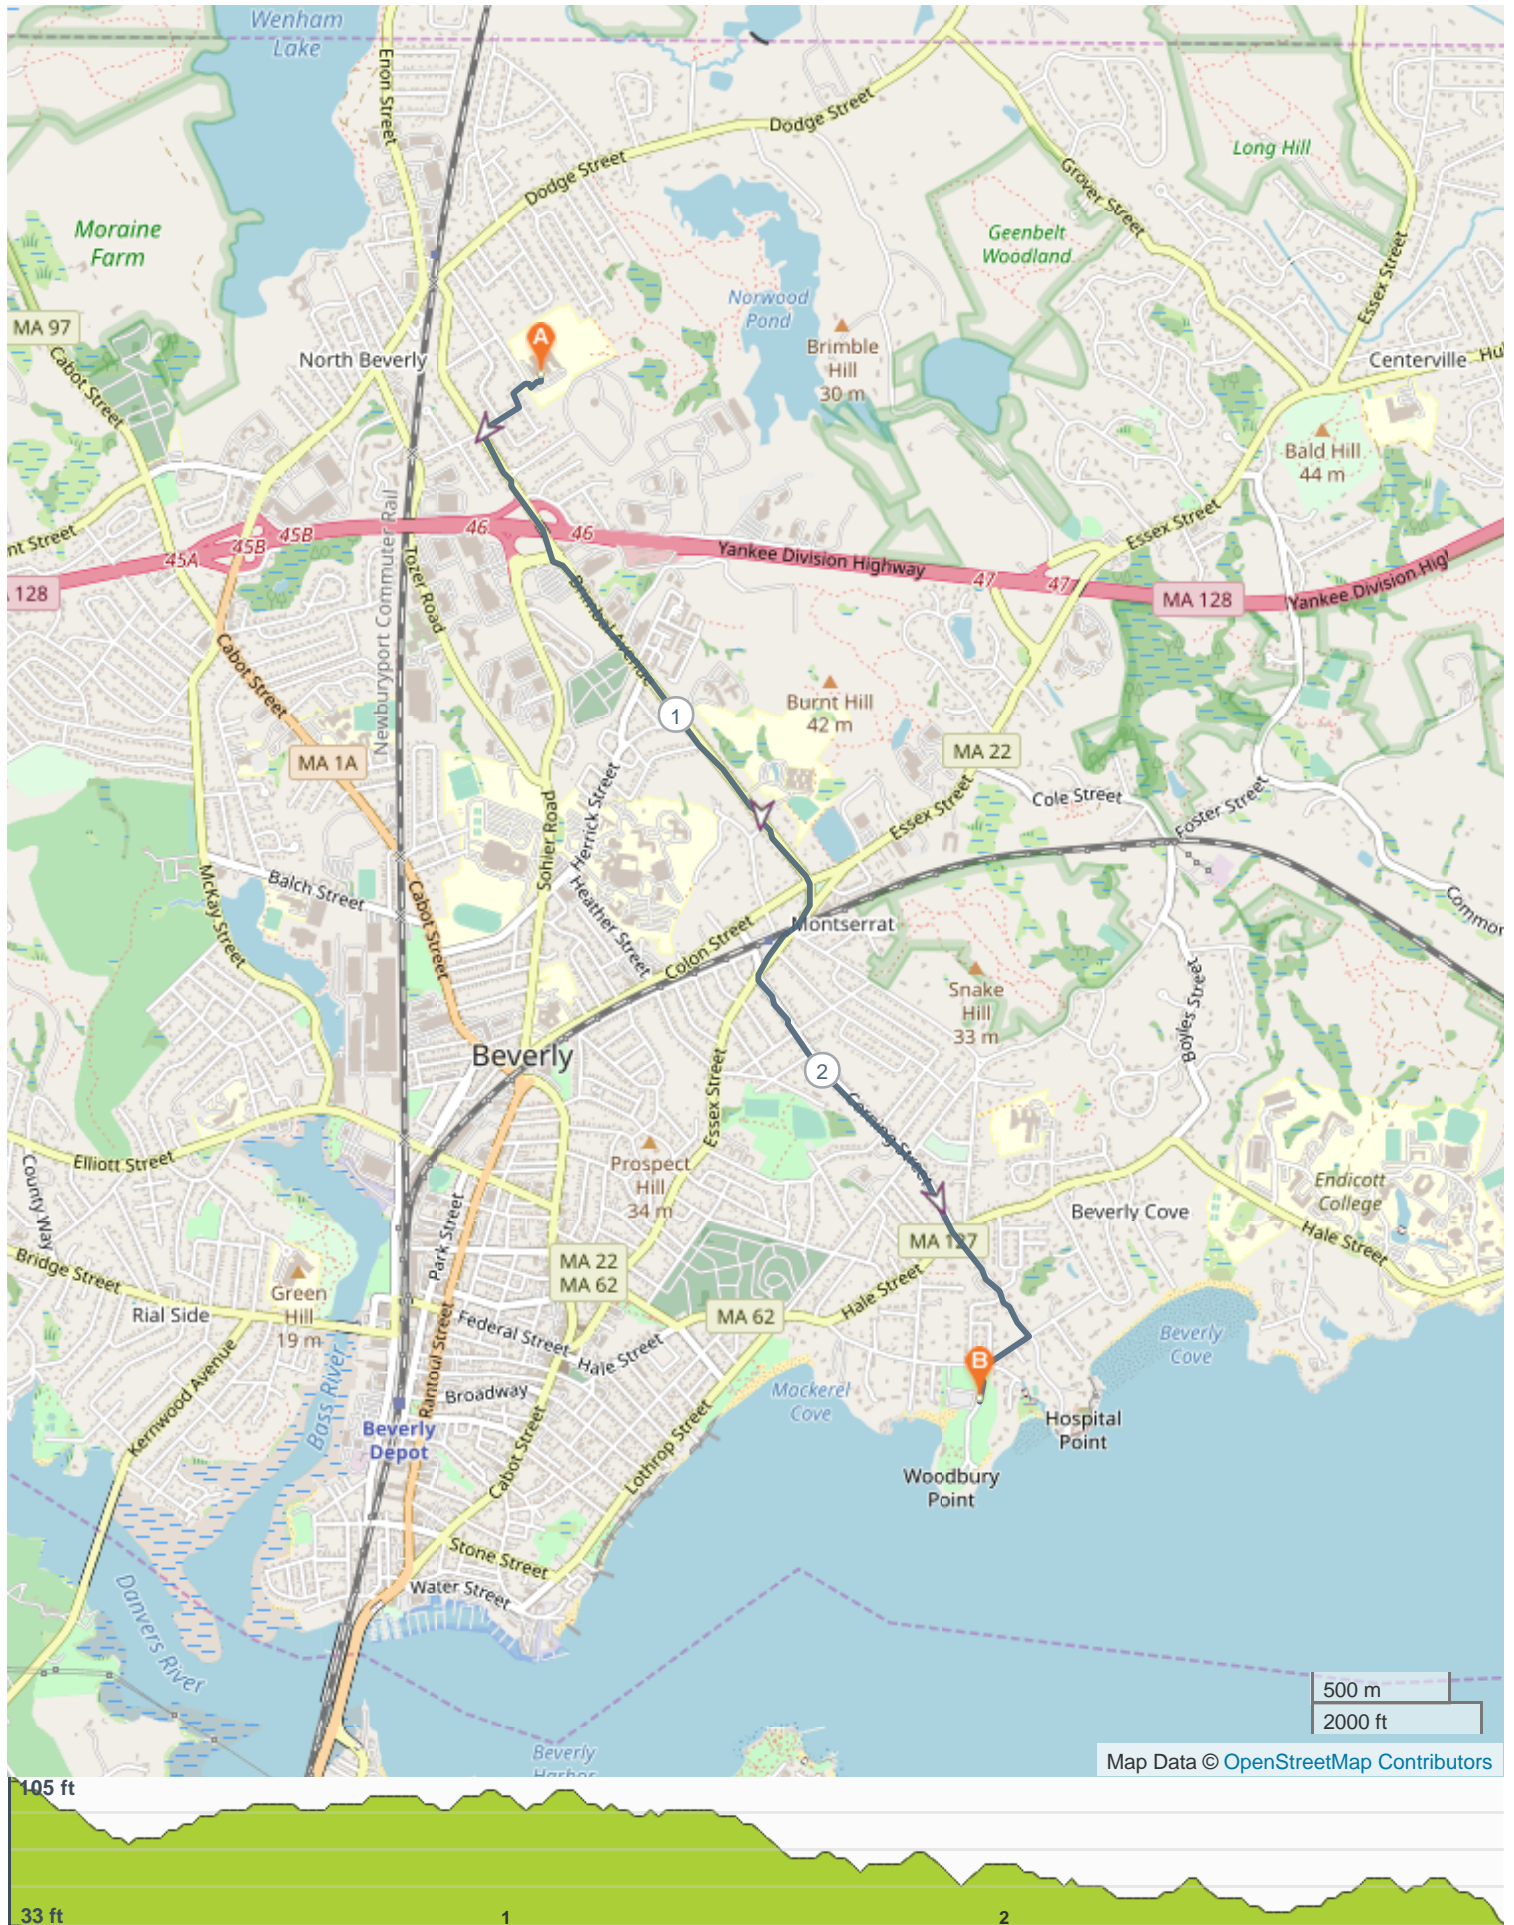 Wenham
Lake
Enon Street
Dodge Street
Dodge Street
Long Hill
Grover Street
Moraine
Farm
Geenbelt
Woodland
Essex Street
Norwood
Pond
MA 97
A
Brimble
Hill
30 m
North Beverly
Centerville
Cabot Street
Bald Hill
44 m
Essex Street
46
46
45B
45B
45A
Yankee Division Highway
47
47
128
MA 128
Newburyport Commuter Rail
Tozer Road
Brimbal Avenue
Cabot Street
Burnt Hill
42 m
1
MA 22
MA 1A
Cole Street
Foster Street
Essex Street
Sohier Road
Herrick Street
McKay Street
Balch Street
Cabot Street
Heather Street
Colon Street
Montserrat
Snake
Hill
33 m
Boyles Street
Beverly
2
Essex Street
Corning Street
Elliott Street
County Way
Prospect
Hill
34 m
Endicott
College
Park Street
Beverly Cove
MA 127
Hale Street
Bridge Street
MA 22
MA 62
Green
Hill
19 m
Rial Side
MA 62
Hale Street
Federal Street
Hale Street
Rantoul Street
Beverly
Cove
Kernwood Avenue
Bass River
B
Broadway
Mackerel
Cove
Hospital
Point
Beverly
Depot
Cabot Street
Lothrop Street
Woodbury
Point
Stone Street
Water Street
Danvers River
500 m
2000 ft
Beverly
Map Data © OpenStreetMap Contributors
105 ft
33 ft
1
2